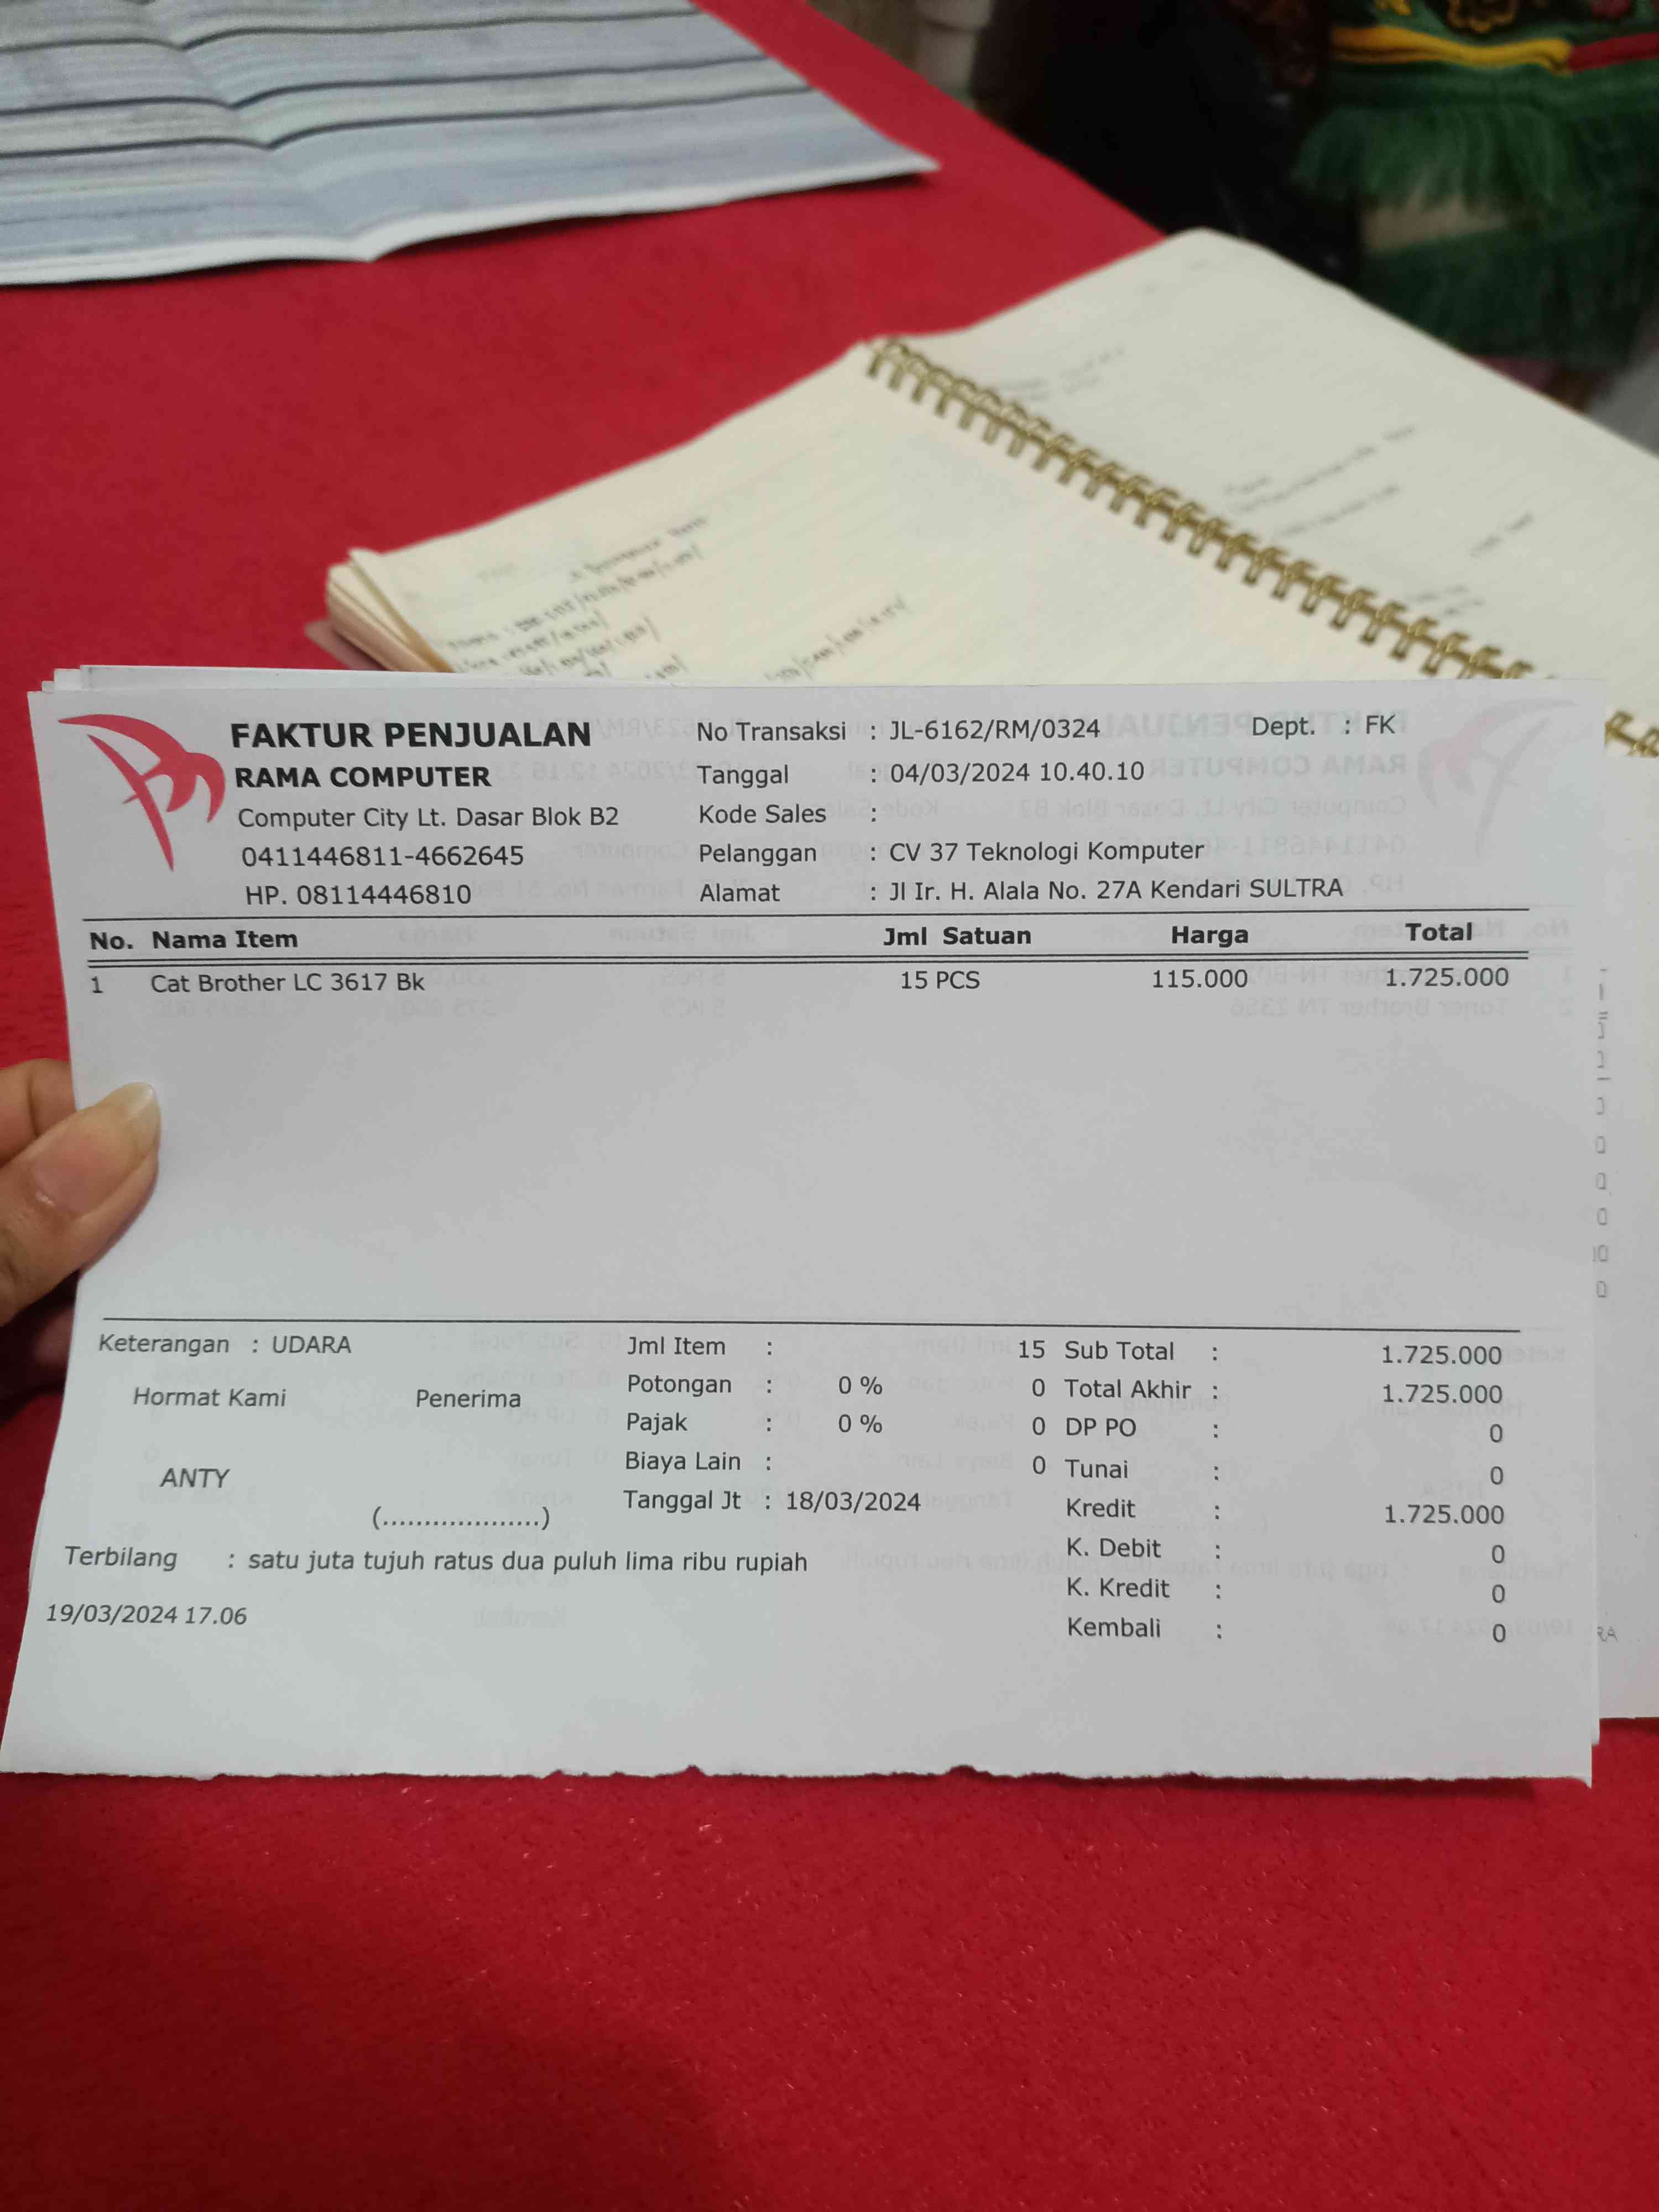 FAKTUR PENJUALAN
RAMA COMPUTER
Computer City Lt. Dasar Blok B2
0411446811-4662645
HP. 08114446810
No Transaksi : JL-6162/RM/0324
Dept. : FK
Tanggal : 04/03/2024 10.40.10
Kode Sales :
Pelanggan : CV 37 Teknologi Komputer
Alamat : Jl Ir. H. Alala No. 27A Kendari SULTRA
No. Nama Item Jml Satuan Harga Total
1 Cat Brother LC 3617 Bk 15 PCS 115.000 1.725.000
Keterangan : UDARA
Hormat Kami Penerima
ANTY
(...................)
Jml Item : 15
Potongan : 0 % 0
Pajak : 0 % 0
Biaya Lain : 0
Tanggal Jt : 18/03/2024
Sub Total : 1.725.000
Total Akhir : 1.725.000
DP PO : 0
Tunai : 0
Kredit : 1.725.000
K. Debit : 0
K. Kredit : 0
Kembali : 0
Terbilang : satu juta tujuh ratus dua puluh lima ribu rupiah
19/03/2024 17.06